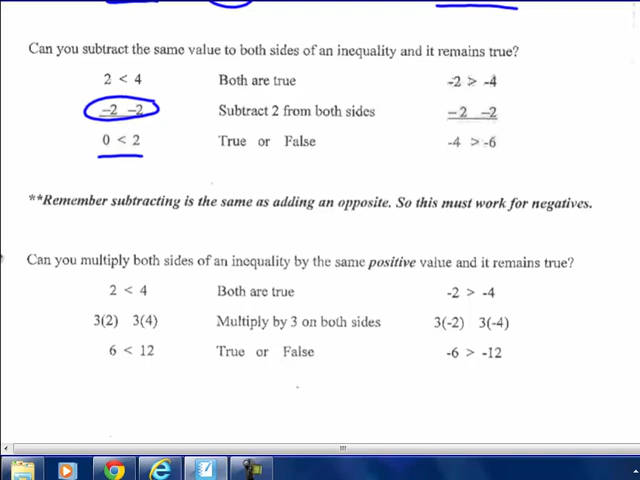 Can you subtract the same value to both sides of an inequality and it remains true?
2 < 4 Both are true -2 > -4
-2 -2 Subtract 2 from both sides -2 -2
0 < 2 True or False -4 > -6
**Remember subtracting is the same as adding an opposite. So this must work for negatives.
Can you multiply both sides of an inequality by the same positive value and it remains true?
2 < 4 Both are true -2 > -4
3(2) 3(4) Multiply by 3 on both sides 3(-2) 3(-4)
6 < 12 True or False -6 > -12